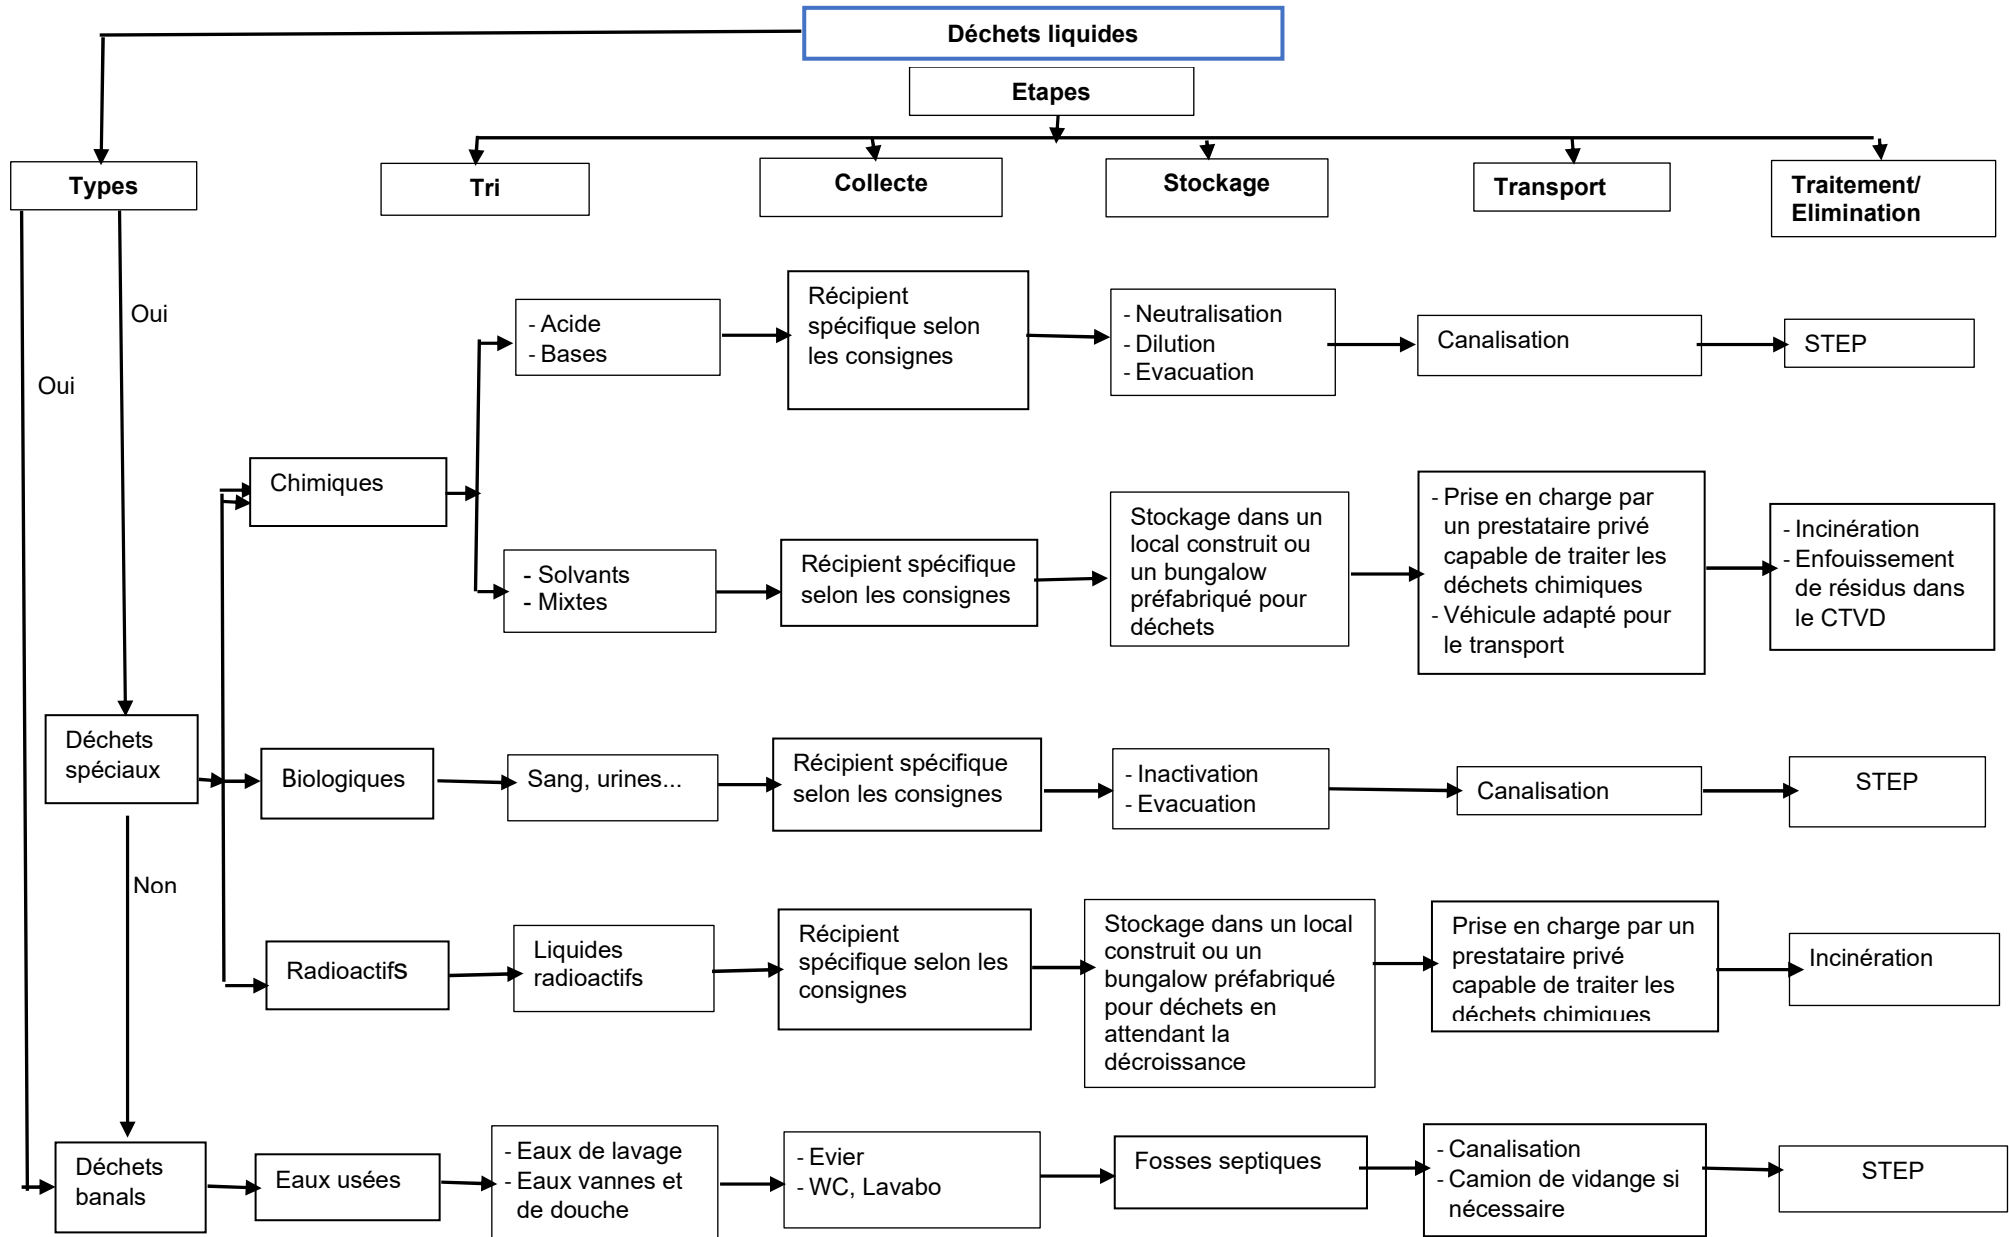 Déchets liquides
Etapes
Types
Tri
Collecte
Stockage
Transport
Traitement/
Elimination
Oui
Oui
- Acide
- Bases
Récipient
spécifique selon
les consignes
- Neutralisation
- Dilution
- Evacuation
Canalisation
STEP
Chimiques
- Solvants
- Mixtes
Récipient spécifique
selon les consignes
Stockage dans un
local construit ou
un bungalow
préfabriqué pour
déchets
- Prise en charge par
un prestataire privé
capable de traiter les
déchets chimiques
- Véhicule adapté pour
le transport
- Incinération
- Enfouissement
de résidus dans
le CTVD
Déchets
spéciaux
Biologiques
Sang, urines...
Récipient spécifique
selon les consignes
- Inactivation
- Evacuation
Canalisation
STEP
Non
Radioactifs
Liquides
radioactifs
Récipient
spécifique selon les
consignes
Stockage dans un local
construit ou un
bungalow préfabriqué
pour déchets en
attendant la
décroissance
Prise en charge par un
prestataire privé
capable de traiter les
déchets chimiques
Incinération
Déchets
banals
Eaux usées
- Eaux de lavage
- Eaux vannes et
de douche
- Evier
- WC, Lavabo
Fosses septiques
- Canalisation
- Camion de vidange si
nécessaire
STEP